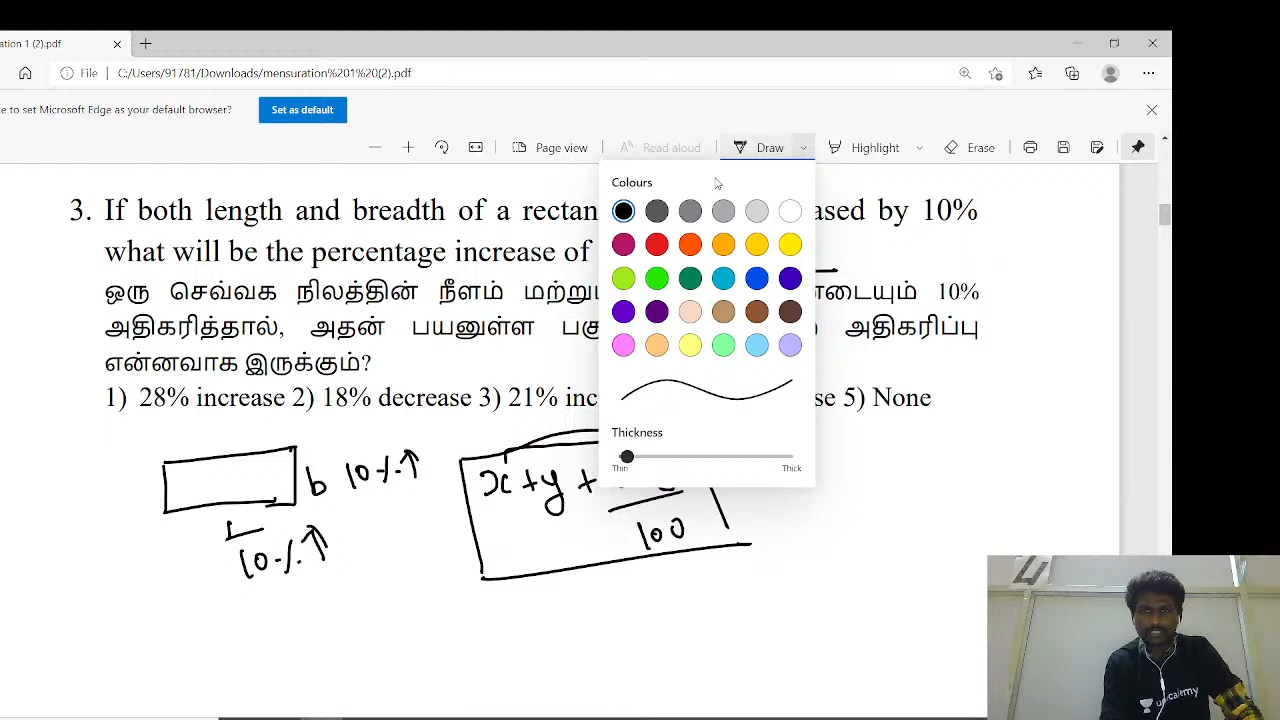 ation 1 (2).pdf
File C:/Users/91781/Downloads/mensuration%201%20(2).pdf
e to set Microsoft Edge as your default browser? Set as default
Page view Read aloud Draw Highlight Erase
Colours
3. If both length and breadth of a rectan ased by 10%
what will be the percentage increase of
ஒரு செவ்வக நிலத்தின் நீளம் மற்றும் டையும் 10%
அதிகரித்தால், அதன் பயனுள்ள பகு அதிகரிப்பு
என்னவாக இருக்கும்?
1) 28% increase 2) 18% decrease 3) 21% inc se 5) None
Thickness
Thin Thick
b 10% ↑
L
10% ↑
x + y +
100
unacademy